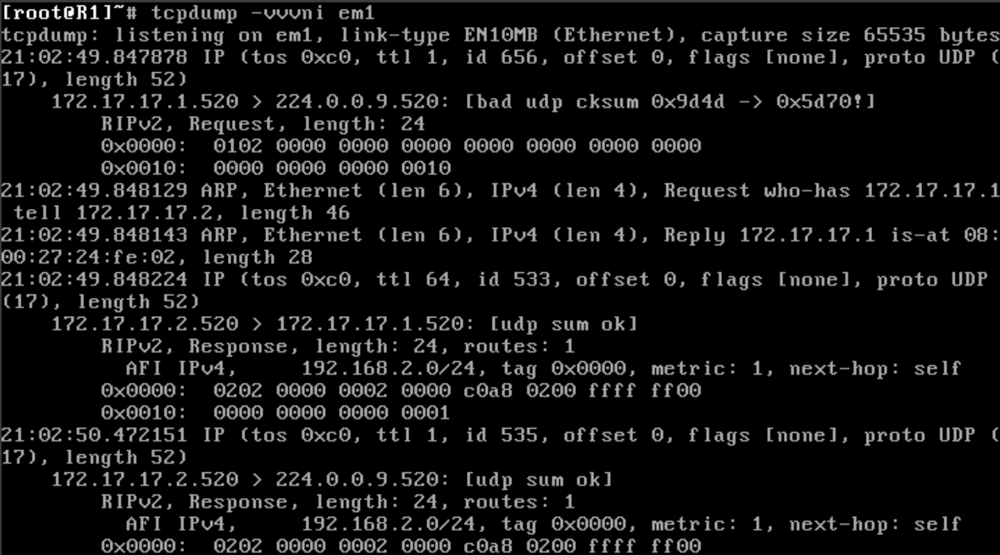 [root@R1]~# tcpdump -vvvni em1
tcpdump: listening on em1, link-type EN10MB (Ethernet), capture size 65535 bytes
21:02:49.847878 IP (tos 0xc0, ttl 1, id 656, offset 0, flags [none], proto UDP (
17), length 52)
    172.17.17.1.520 > 224.0.0.9.520: [bad udp cksum 0x9d4d -> 0x5d70!]
        RIPv2, Request, length: 24
        0x0000:  0102 0000 0000 0000 0000 0000 0000 0000
        0x0010:  0000 0000 0000 0010
21:02:49.848129 ARP, Ethernet (len 6), IPv4 (len 4), Request who-has 172.17.17.1
 tell 172.17.17.2, length 46
21:02:49.848143 ARP, Ethernet (len 6), IPv4 (len 4), Reply 172.17.17.1 is-at 08:
00:27:24:fe:02, length 28
21:02:49.848224 IP (tos 0xc0, ttl 64, id 533, offset 0, flags [none], proto UDP
(17), length 52)
    172.17.17.2.520 > 172.17.17.1.520: [udp sum ok]
        RIPv2, Response, length: 24, routes: 1
          AFI IPv4,     192.168.2.0/24, tag 0x0000, metric: 1, next-hop: self
        0x0000:  0202 0000 0002 0000 c0a8 0200 ffff ff00
        0x0010:  0000 0000 0000 0001
21:02:50.472151 IP (tos 0xc0, ttl 1, id 535, offset 0, flags [none], proto UDP (
17), length 52)
    172.17.17.2.520 > 224.0.0.9.520: [udp sum ok]
        RIPv2, Response, length: 24, routes: 1
          AFI IPv4,     192.168.2.0/24, tag 0x0000, metric: 1, next-hop: self
        0x0000:  0202 0000 0002 0000 c0a8 0200 ffff ff00